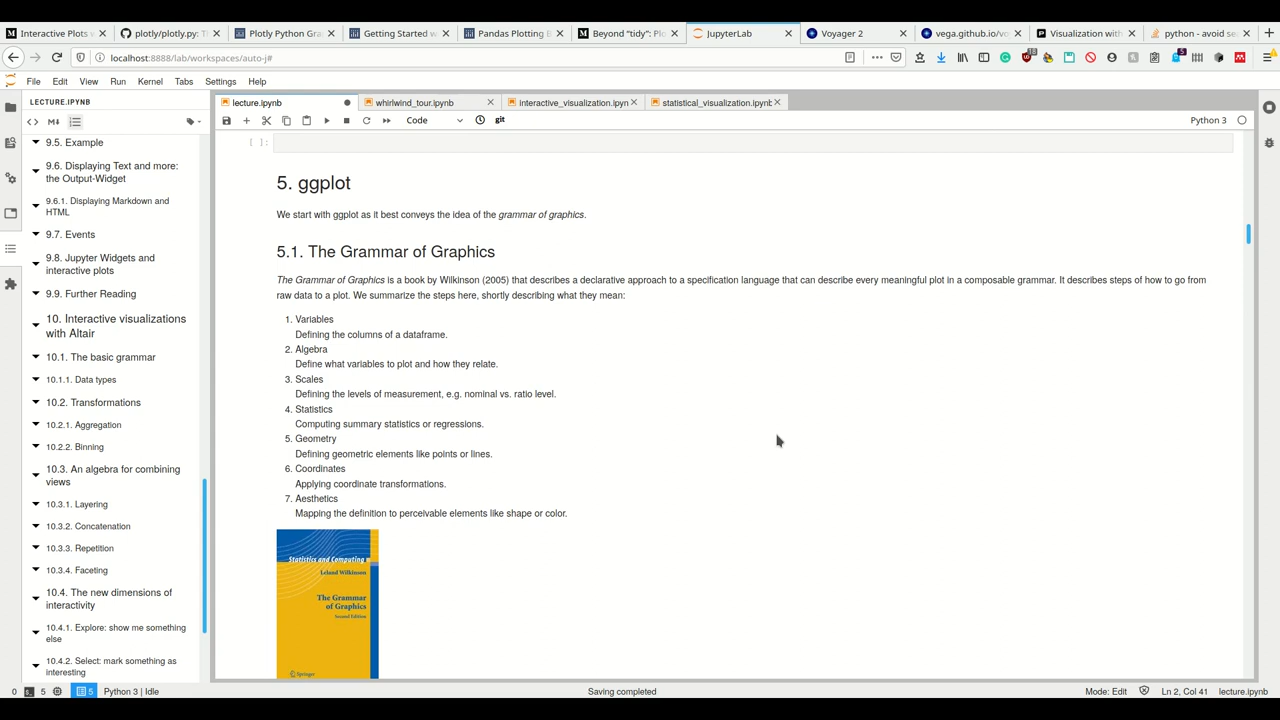 Interactive Plots w
plotly/plotly.py: T
Plotly Python Gra
Getting Started w
Pandas Plotting B
Beyond “tidy”: Plo
JupyterLab
Voyager 2
vega.github.io/vo
Visualization with
python - avoid se
localhost:8888/lab/workspaces/auto-j#
File Edit View Run Kernel Tabs Settings Help
LECTURE.IPYNB
9.5. Example
9.6. Displaying Text and more:
the Output-Widget
9.6.1. Displaying Markdown and
HTML
9.7. Events
9.8. Jupyter Widgets and
interactive plots
9.9. Further Reading
10. Interactive visualizations
with Altair
10.1. The basic grammar
10.1.1. Data types
10.2. Transformations
10.2.1. Aggregation
10.2.2. Binning
10.3. An algebra for combining
views
10.3.1. Layering
10.3.2. Concatenation
10.3.3. Repetition
10.3.4. Faceting
10.4. The new dimensions of
interactivity
10.4.1. Explore: show me something
else
10.4.2. Select: mark something as
interesting
lecture.ipynb
whirlwind_tour.ipynb
interactive_visualization.ipyn
statistical_visualization.ipynb
Code
git
Python 3
[ ]:
5. ggplot
We start with ggplot as it best conveys the idea of the grammar of graphics.
5.1. The Grammar of Graphics
The Grammar of Graphics is a book by Wilkinson (2005) that describes a declarative approach to a specification language that can describe every meaningful plot in a composable grammar. It describes steps of how to go from
raw data to a plot. We summarize the steps here, shortly describing what they mean:
1. Variables
Defining the columns of a dataframe.
2. Algebra
Define what variables to plot and how they relate.
3. Scales
Defining the levels of measurement, e.g. nominal vs. ratio level.
4. Statistics
Computing summary statistics or regressions.
5. Geometry
Defining geometric elements like points or lines.
6. Coordinates
Applying coordinate transformations.
7. Aesthetics
Mapping the definition to perceivable elements like shape or color.
Statistics and Computing
Leland Wilkinson
The Grammar
of Graphics
Second Edition
Springer
0 5 5 Python 3 | Idle
Saving completed
Mode: Edit
Ln 2, Col 41
lecture.ipynb